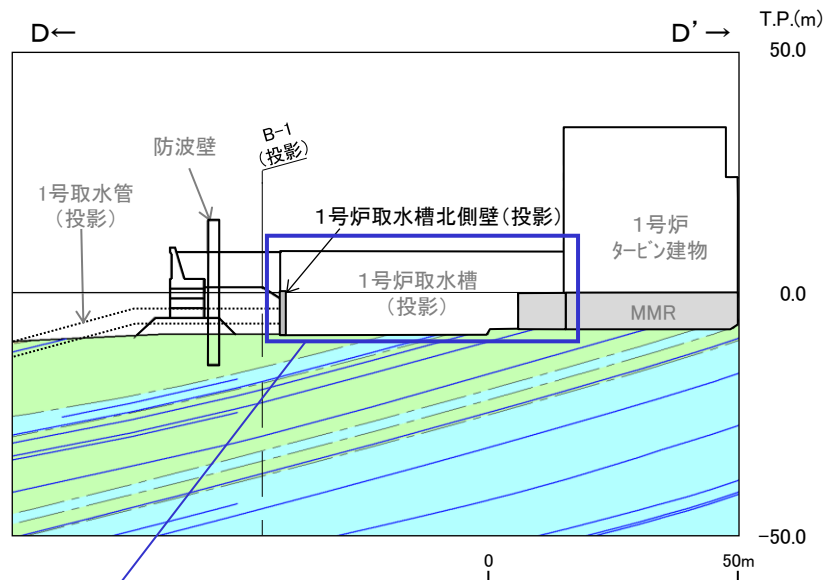 D←
D’→
T.P.(m)
50.0
B-1
(投影)
防波壁
1号取水管
(投影)
1号炉取水槽北側壁(投影)
1号炉取水槽
(投影)
1号炉
タービン建物
0.0
MMR
-50.0
0
50m